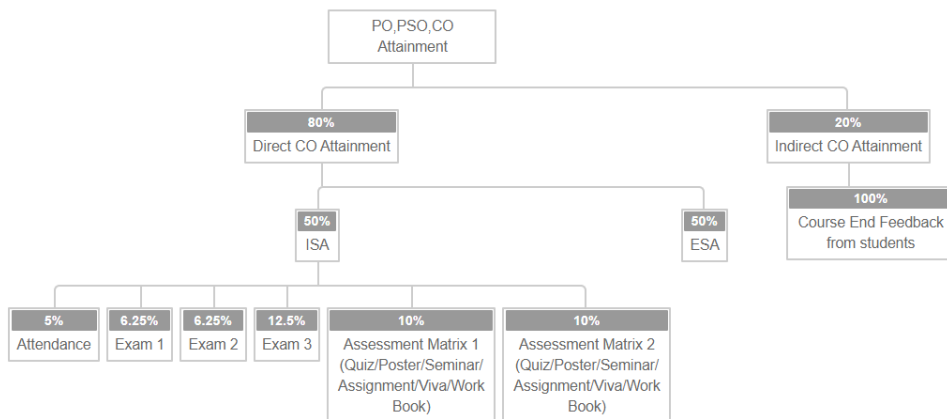 PO,PSO,CO
Attainment
80%
Direct CO Attainment
20%
Indirect CO Attainment
50%
ISA
50%
ESA
100%
Course End Feedback
from students
5%
Attendance
6.25%
Exam 1
6.25%
Exam 2
12.5%
Exam 3
10%
Assessment Matrix 1
(Quiz/Poster/Seminar/
Assignment/Viva/Work
Book)
10%
Assessment Matrix 2
(Quiz/Poster/Seminar/
Assignment/Viva/Work
Book)